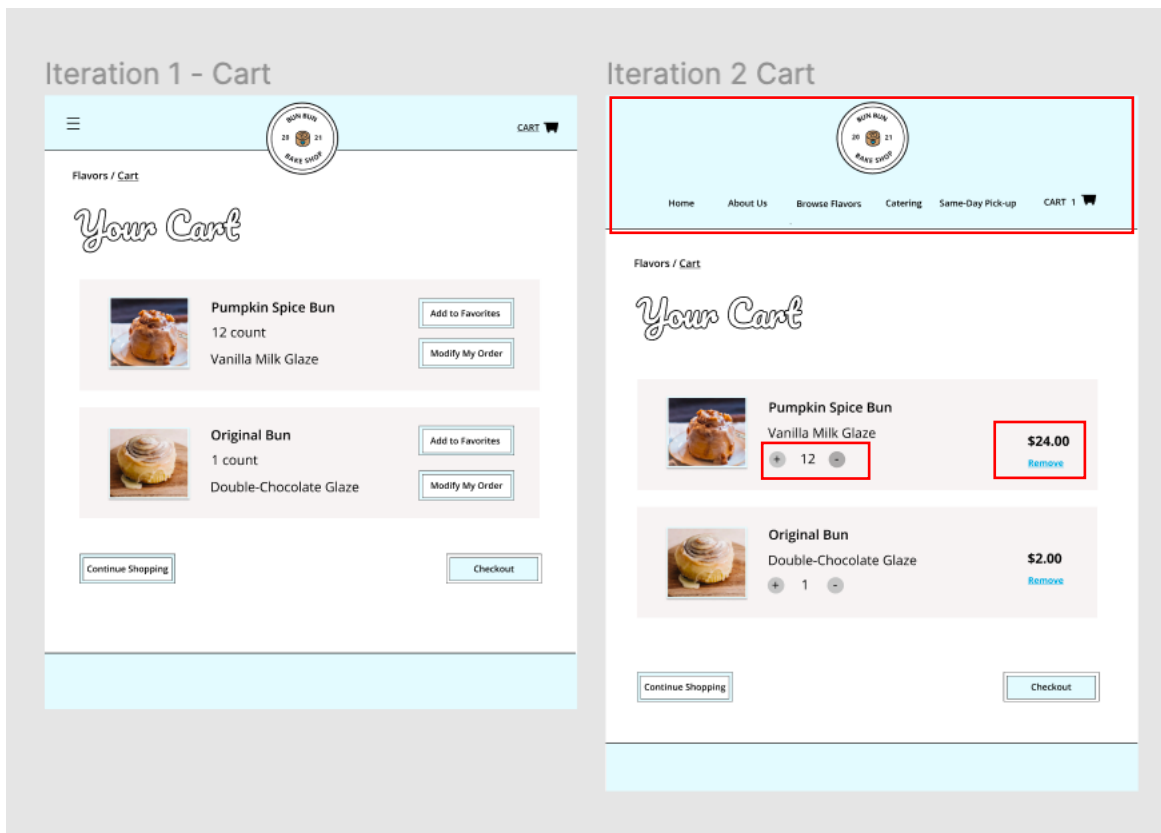 Iteration 1 - Cart
BUN BUN
20 21
BAKE SHOP
CART
Flavors / Cart
Your Cart
Pumpkin Spice Bun
12 count
Vanilla Milk Glaze
Add to Favorites
Modify My Order
Original Bun
1 count
Double-Chocolate Glaze
Add to Favorites
Modify My Order
Continue Shopping
Checkout
Iteration 2 Cart
BUN BUN
20 21
BAKE SHOP
Home About Us Browse Flavors Catering Same-Day Pick-up CART 1
Flavors / Cart
Your Cart
Pumpkin Spice Bun
Vanilla Milk Glaze
+ 12 -
$24.00
Remove
Original Bun
Double-Chocolate Glaze
+ 1 -
$2.00
Remove
Continue Shopping
Checkout